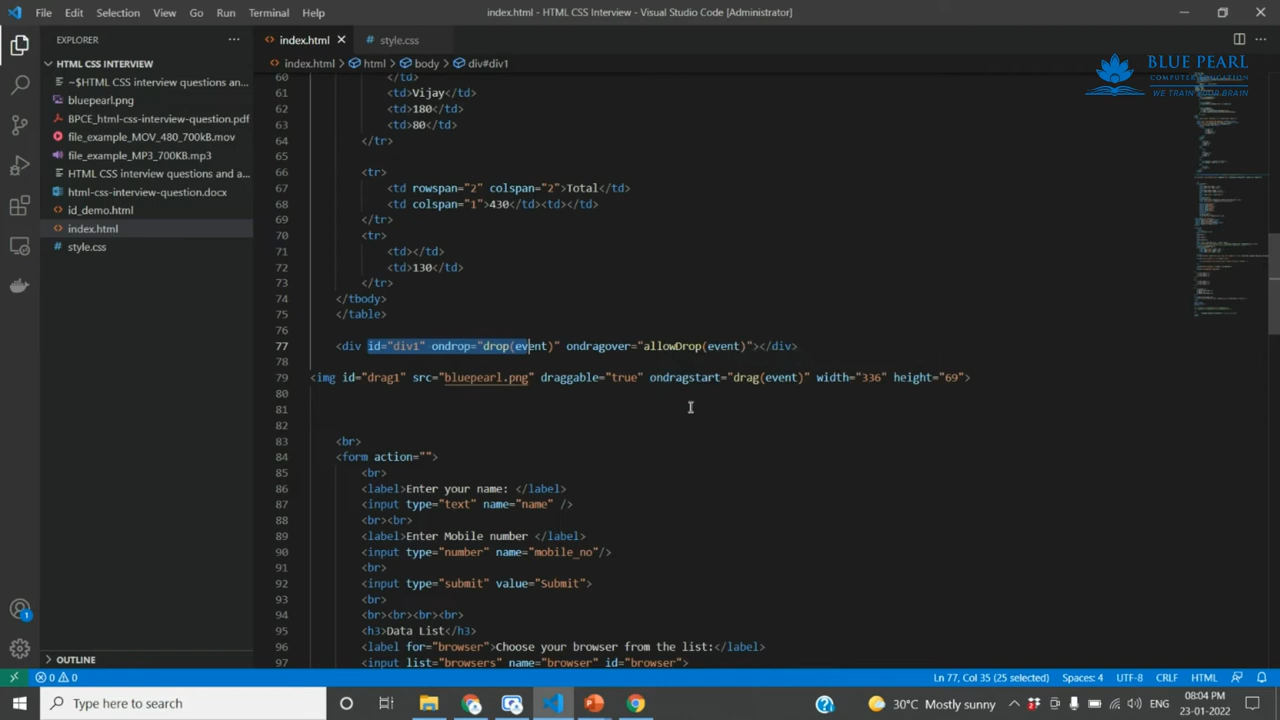 File Edit Selection View Go Run Terminal Help index.html - HTML CSS Interview - Visual Studio Code [Administrator]
EXPLORER ... index.html style.css
HTML CSS INTERVIEW index.html > html > body > div#div1
~$HTML CSS interview questions an...
bluepearl.png
BPCE_html-css-interview-question.pdf
file_example_MOV_480_700kB.mov
file_example_MP3_700KB.mp3
HTML CSS interview questions and a...
html-css-interview-question.docx
id_demo.html
index.html
style.css
BLUE PEARL
COMPUTER EDUCATION
WE TRAIN YOUR BRAIN
60 </td>
61 <td>Vijay</td>
62 <td>180</td>
63 <td>80</td>
64 </tr>
65
66 <tr>
67 <td rowspan="2" colspan="2">Total</td>
68 <td colspan="1">430</td><td></td>
69 </tr>
70 <tr>
71 <td></td>
72 <td>130</td>
73 </tr>
74 </tbody>
75 </table>
76
77 <div id="div1" ondrop="drop(event)" ondragover="allowDrop(event)"></div>
78
79 <img id="drag1" src="bluepearl.png" draggable="true" ondragstart="drag(event)" width="336" height="69">
80
81
82
83 <br>
84 <form action="">
85 <br>
86 <label>Enter your name: </label>
87 <input type="text" name="name" />
88 <br><br>
89 <label>Enter Mobile number </label>
90 <input type="number" name="mobile_no"/>
91 <br>
92 <input type="submit" value="Submit">
93 <br>
94 <br><br><br><br>
95 <h3>Data List</h3>
96 <label for="browser">Choose your browser from the list:</label>
97 <input list="browsers" name="browser" id="browser">
OUTLINE
1
0 0 Ln 77, Col 35 (25 selected) Spaces: 4 UTF-8 CRLF HTML
Type here to search 30°C Mostly sunny ENG
08:04 PM
23-01-2022